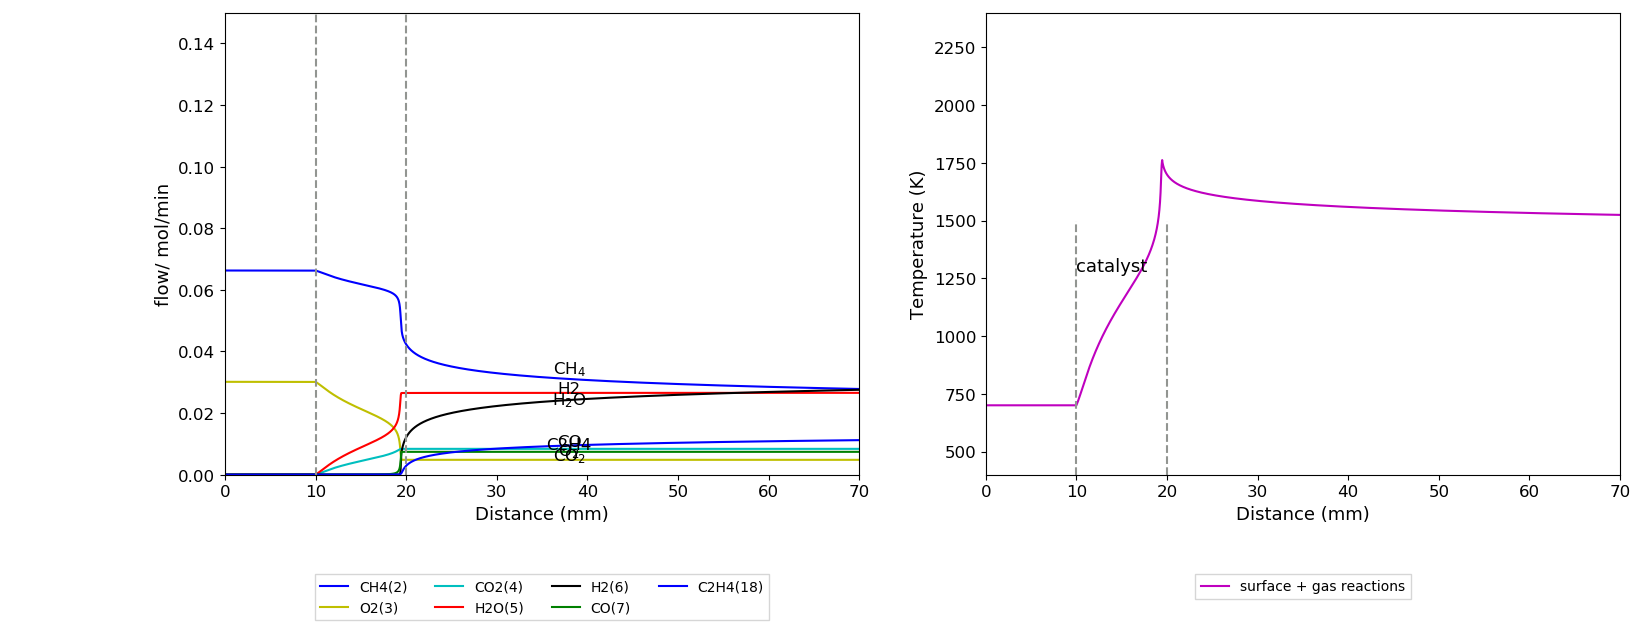 0.14
0.12
0.10
0.08
0.06
0.04
0.02
0.00
flow/ mol/min
CH₄
H2
H₂O
CO
C2H4
CO₂
0 10 20 30 40 50 60 70
Distance (mm)
CH4(2) CO2(4) H2(6) C2H4(18)
O2(3) H2O(5) CO(7)
2250
2000
1750
1500
1250
1000
750
500
Temperature (K)
catalyst
0 10 20 30 40 50 60 70
Distance (mm)
surface + gas reactions